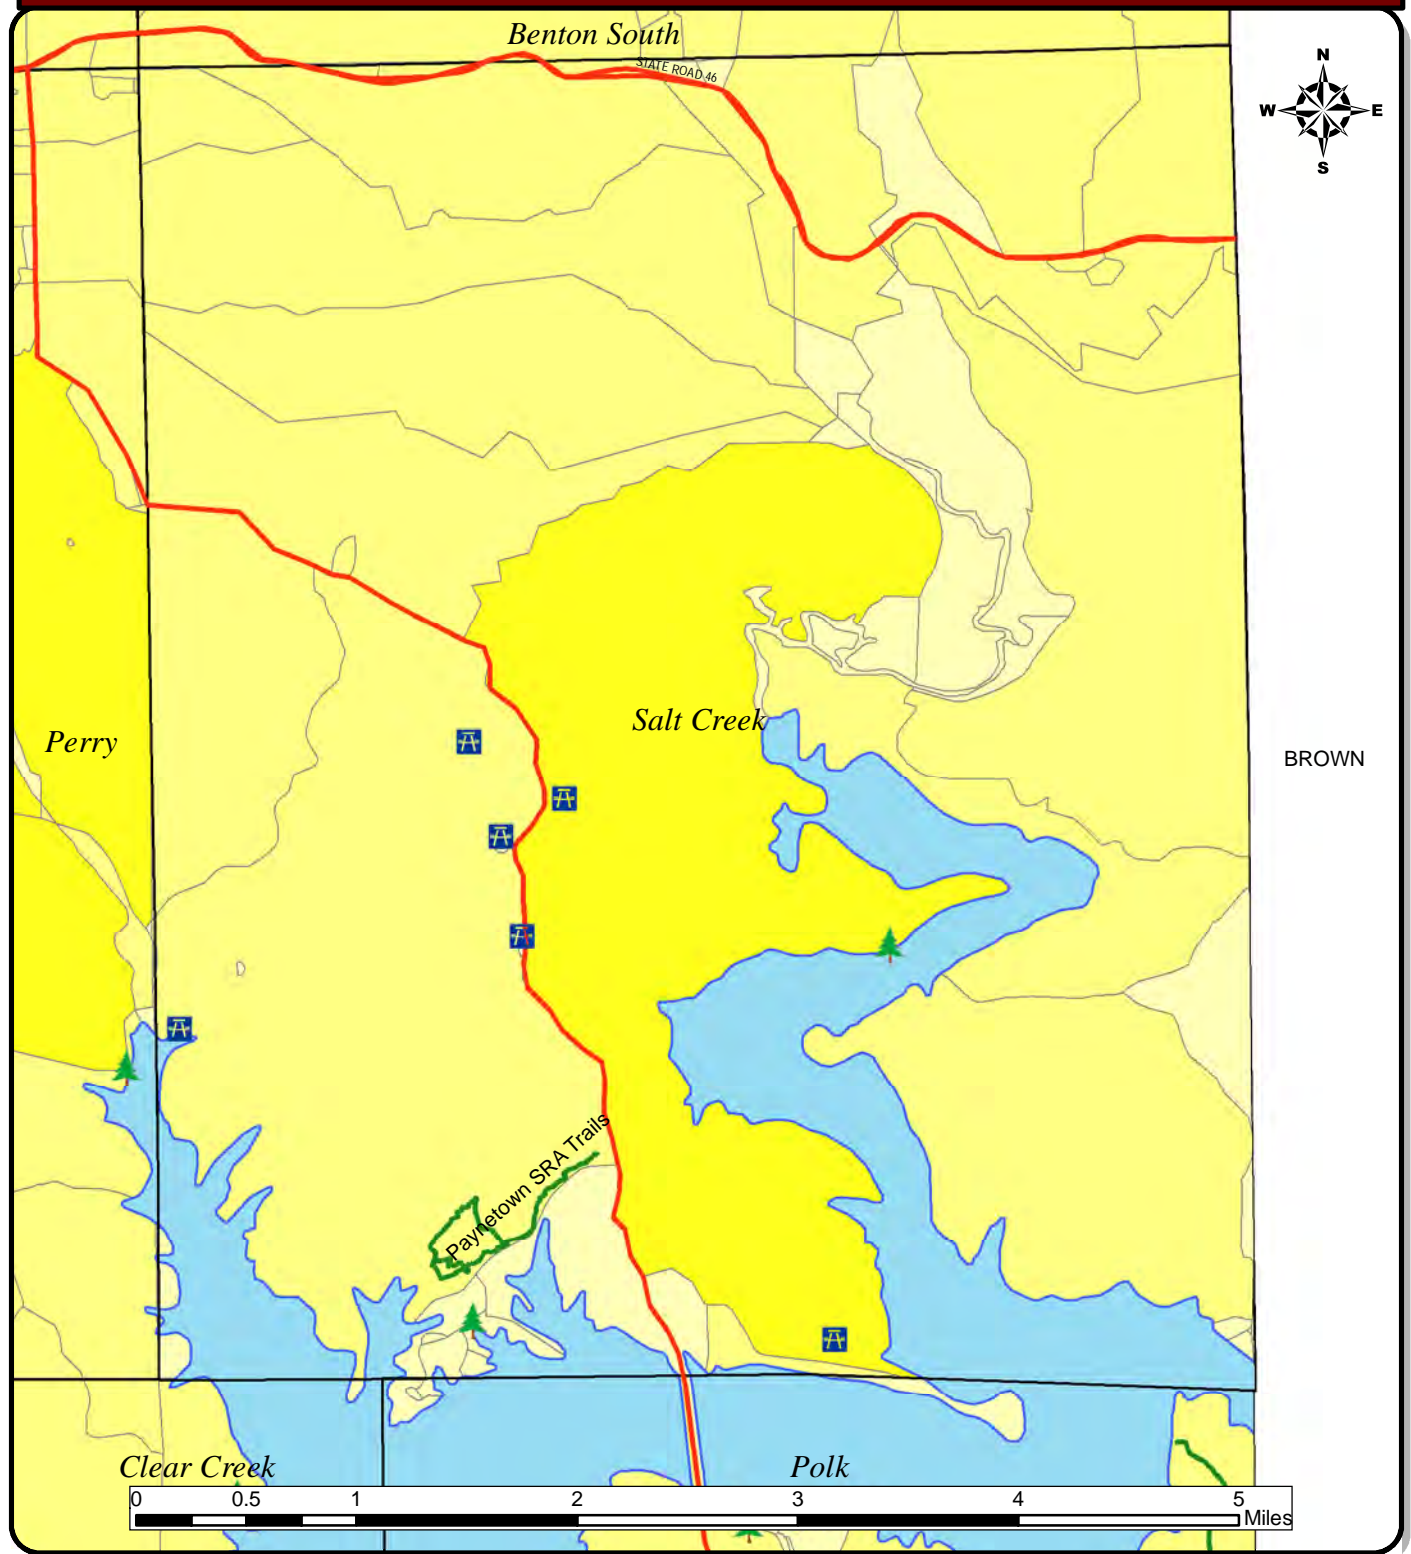 Benton South
STATE ROAD 46
N
W
E
S
Salt Creek
Perry
BROWN
Paynetown SRA Trails
Clear Creek
Polk
0 0.5 1 2 3 4 5
Miles